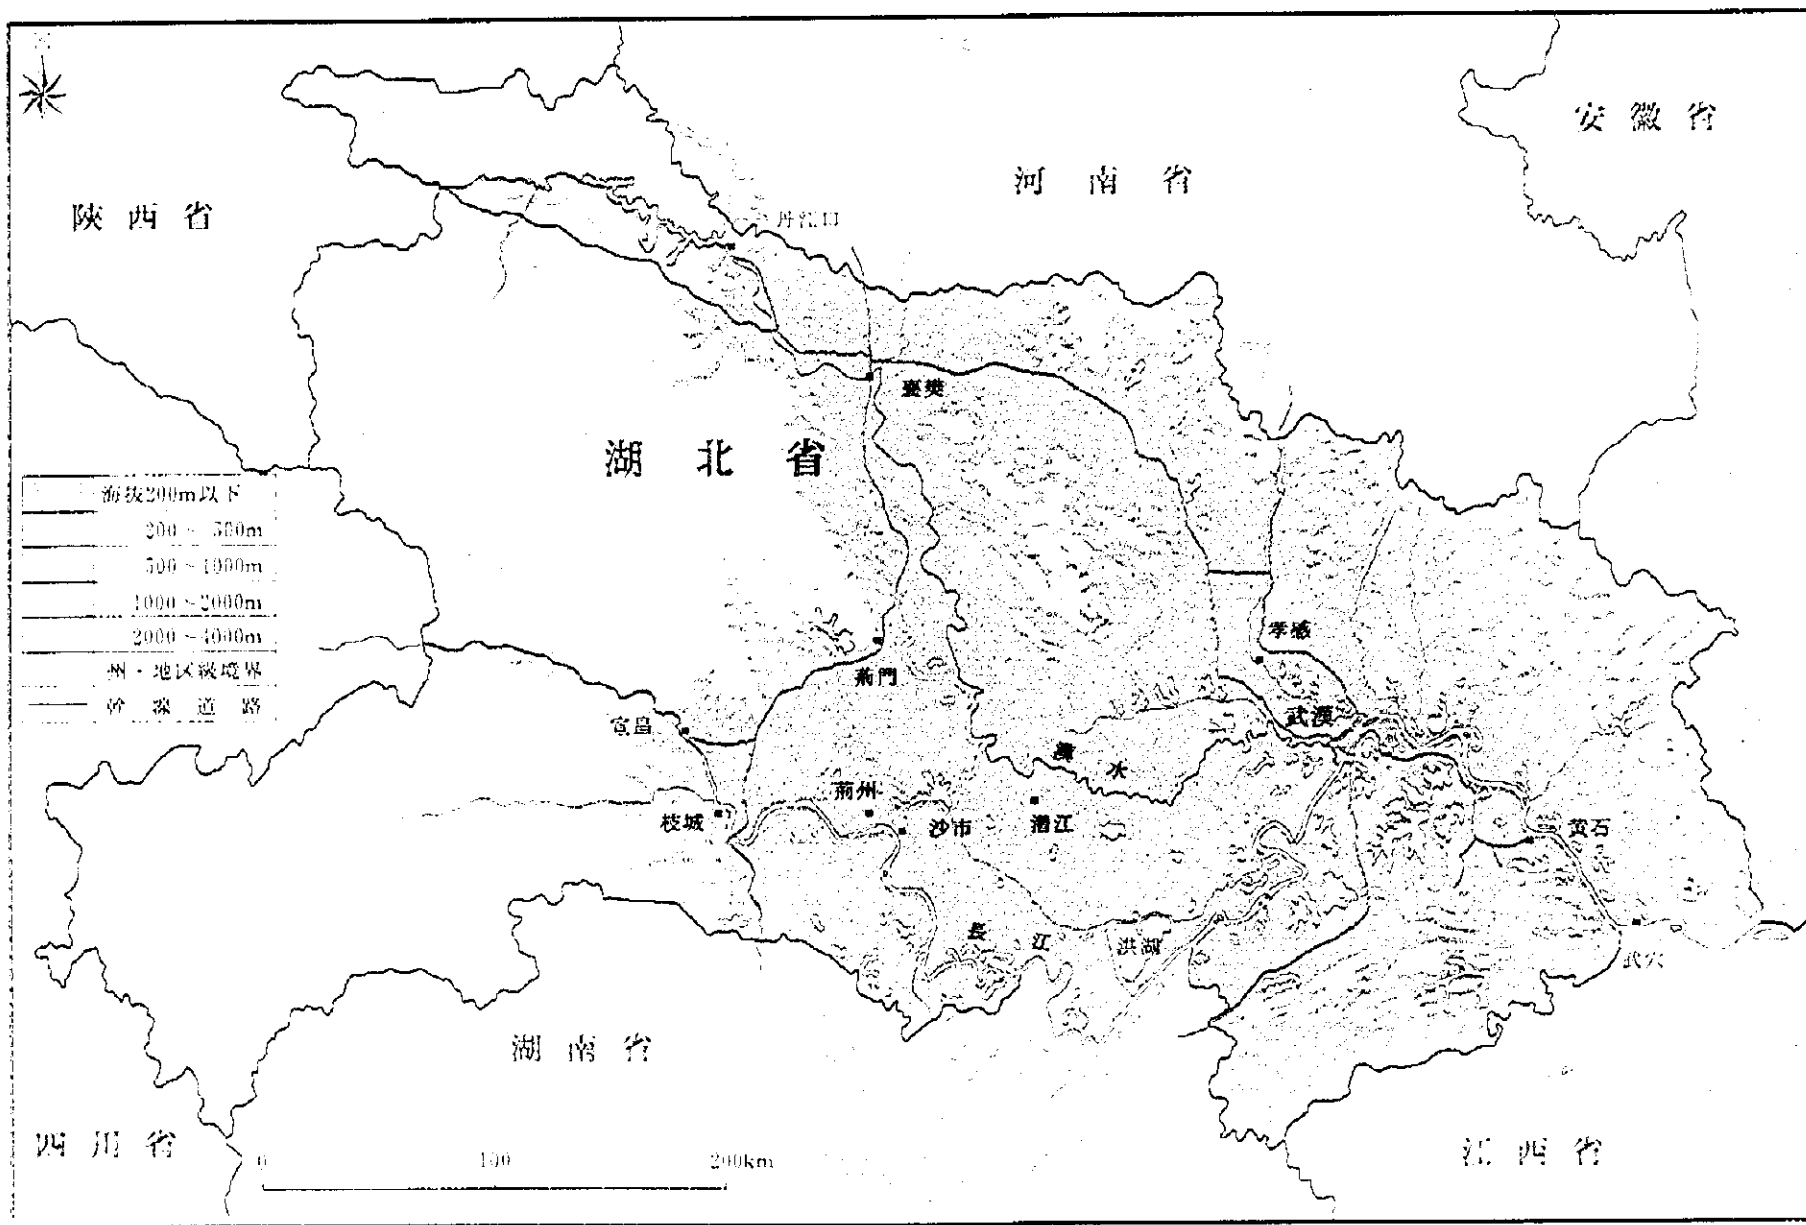 安徽省
河南省
陝西省
丹江口
襄樊
湖北省
海抜200m以下
200～500m
500～1000m
1000～2000m
2000～4000m
州・地区級境界
幹線道路
孝感
荊門
武漢
宜昌
漢水
荊州
枝城
沙市
潜江
黄石
長江
洪湖
武穴
湖南省
四川省
江西省
0 100 200km